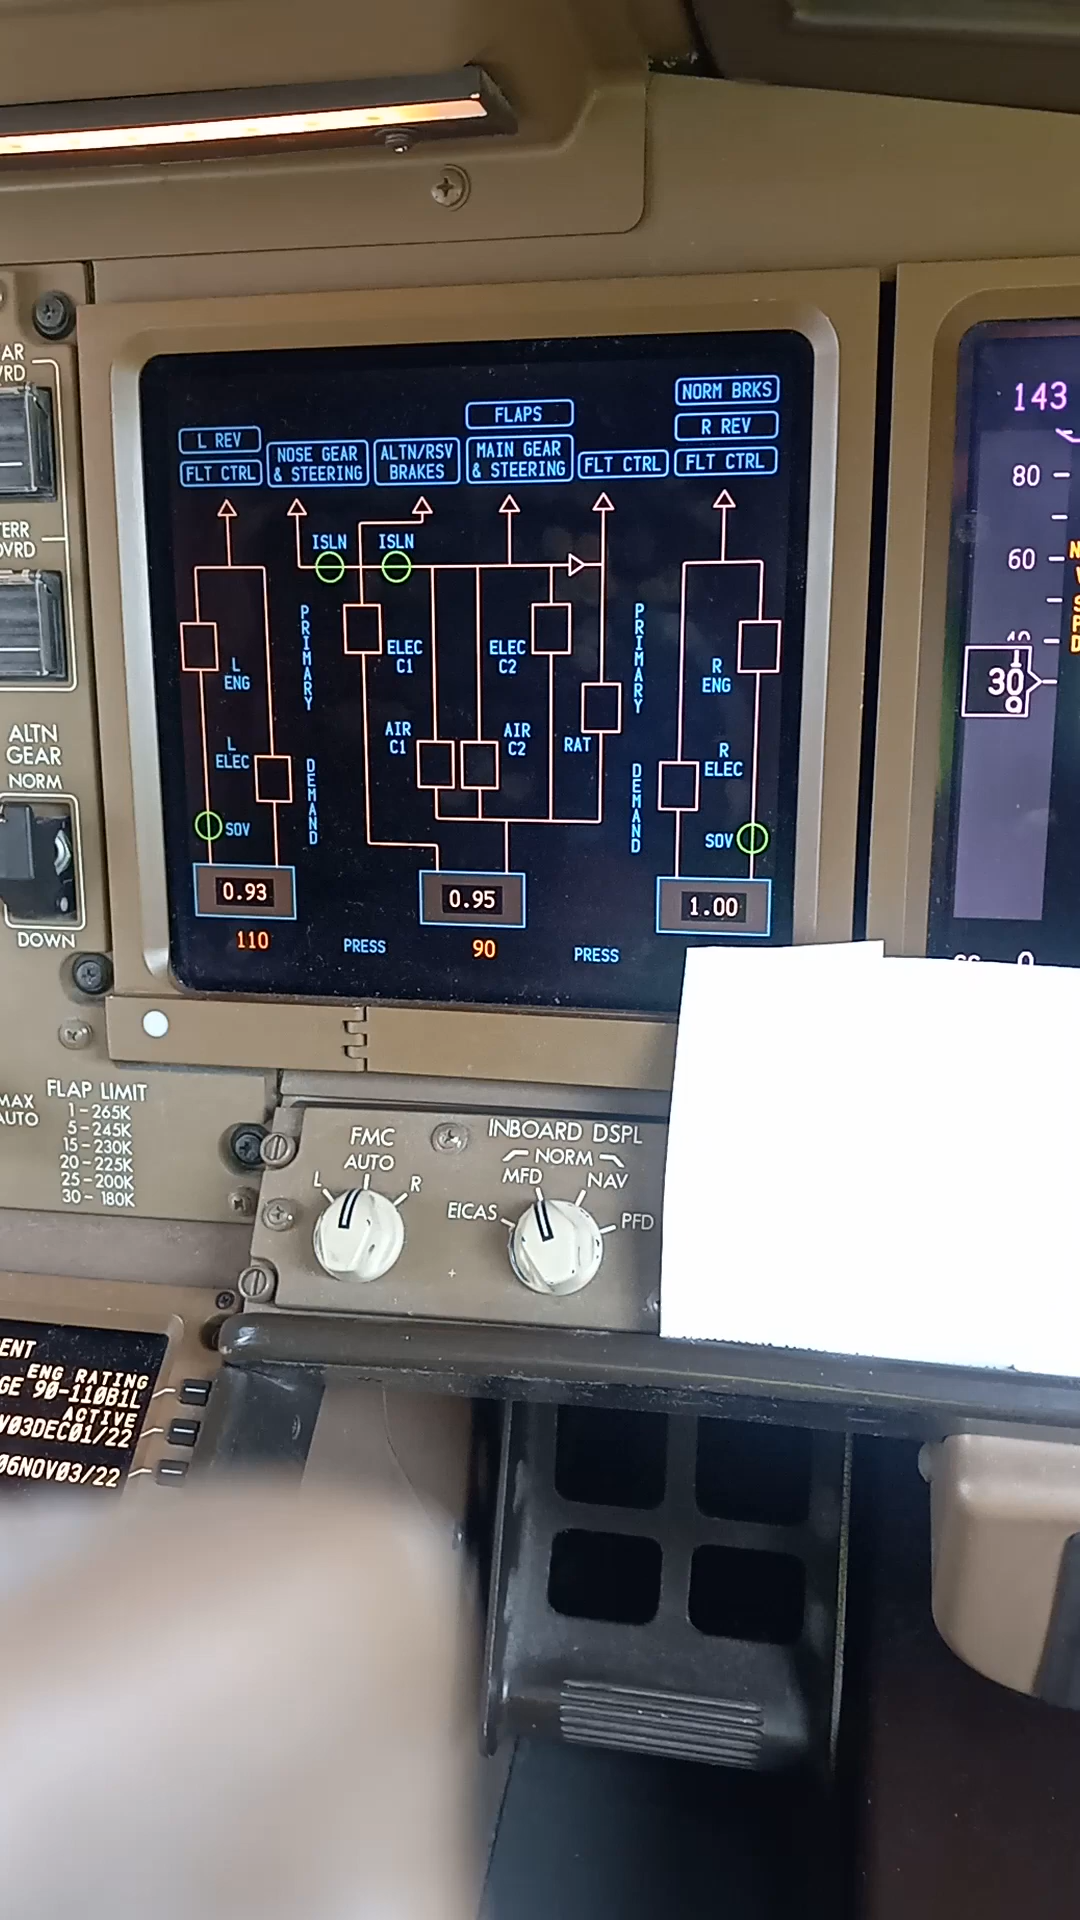 AR
VRD
TERR
OVRD
ALTN
GEAR
NORM
DOWN
NORM BRKS
FLAPS
R REV
L REV
FLT CTRL
NOSE GEAR
& STEERING
ALTN/RSV
BRAKES
MAIN GEAR
& STEERING
FLT CTRL
FLT CTRL
ISLN
ISLN
PRIMARY
PRIMARY
ELEC
C1
ELEC
C2
L
ENG
R
ENG
AIR
C1
AIR
C2
RAT
L
ELEC
R
ELEC
DEMAND
DEMAND
SOV
SOV
0.93
0.95
1.00
110
PRESS
90
PRESS
143
80
60
30
MAX
AUTO
FLAP LIMIT
1-265K
5-245K
15-230K
20-225K
25-200K
30-180K
FMC
AUTO
L
R
INBOARD DSPL
NORM
MFD
NAV
EICAS
PFD
ENT
ENG RATING
GE 90-110B1L
ACTIVE
V03DEC01/22
06NOV03/22